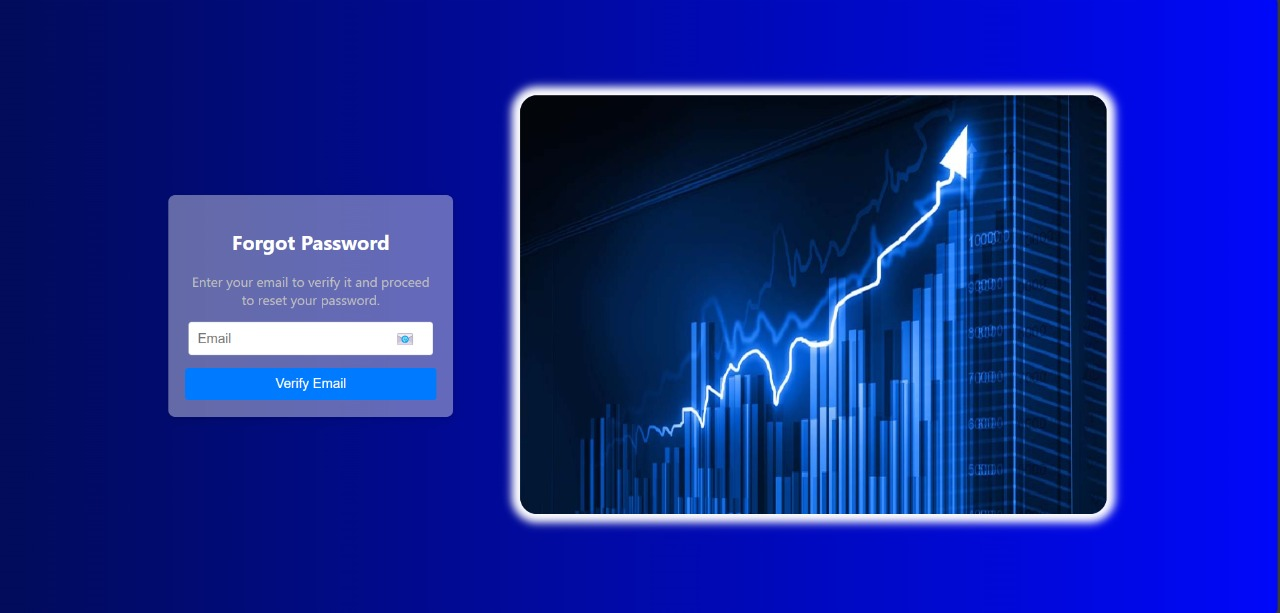 Forgot Password
Enter your email to verify it and proceed
to reset your password.
Email
Verify Email